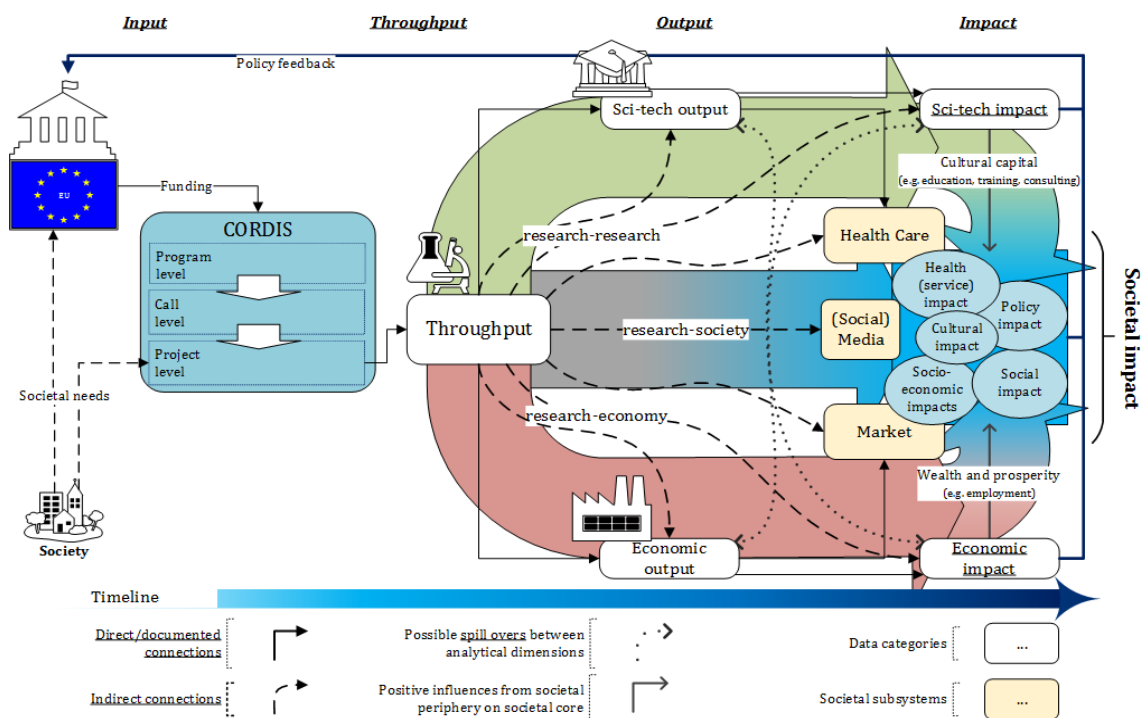 Input
Throughput
Output
Impact
Policy feedback
Sci-tech output
Sci-tech impact
Cultural capital
(e.g. education, training, consulting)
EU
Funding
CORDIS
Program
level
Call
level
Project
level
Societal needs
Society
Throughput
research-research
research-society
research-economy
Health Care
(Social)
Media
Market
Health
(service)
impact
Policy
impact
Cultural
impact
Socio-
economic
impacts
Social
impact
Societal impact
Wealth and prosperity
(e.g. employment)
Economic
output
Economic
impact
Timeline
Direct/documented
connections
Possible spill overs between
analytical dimensions
Data categories
...
Indirect connections
Positive influences from societal
periphery on societal core
Societal subsystems
...